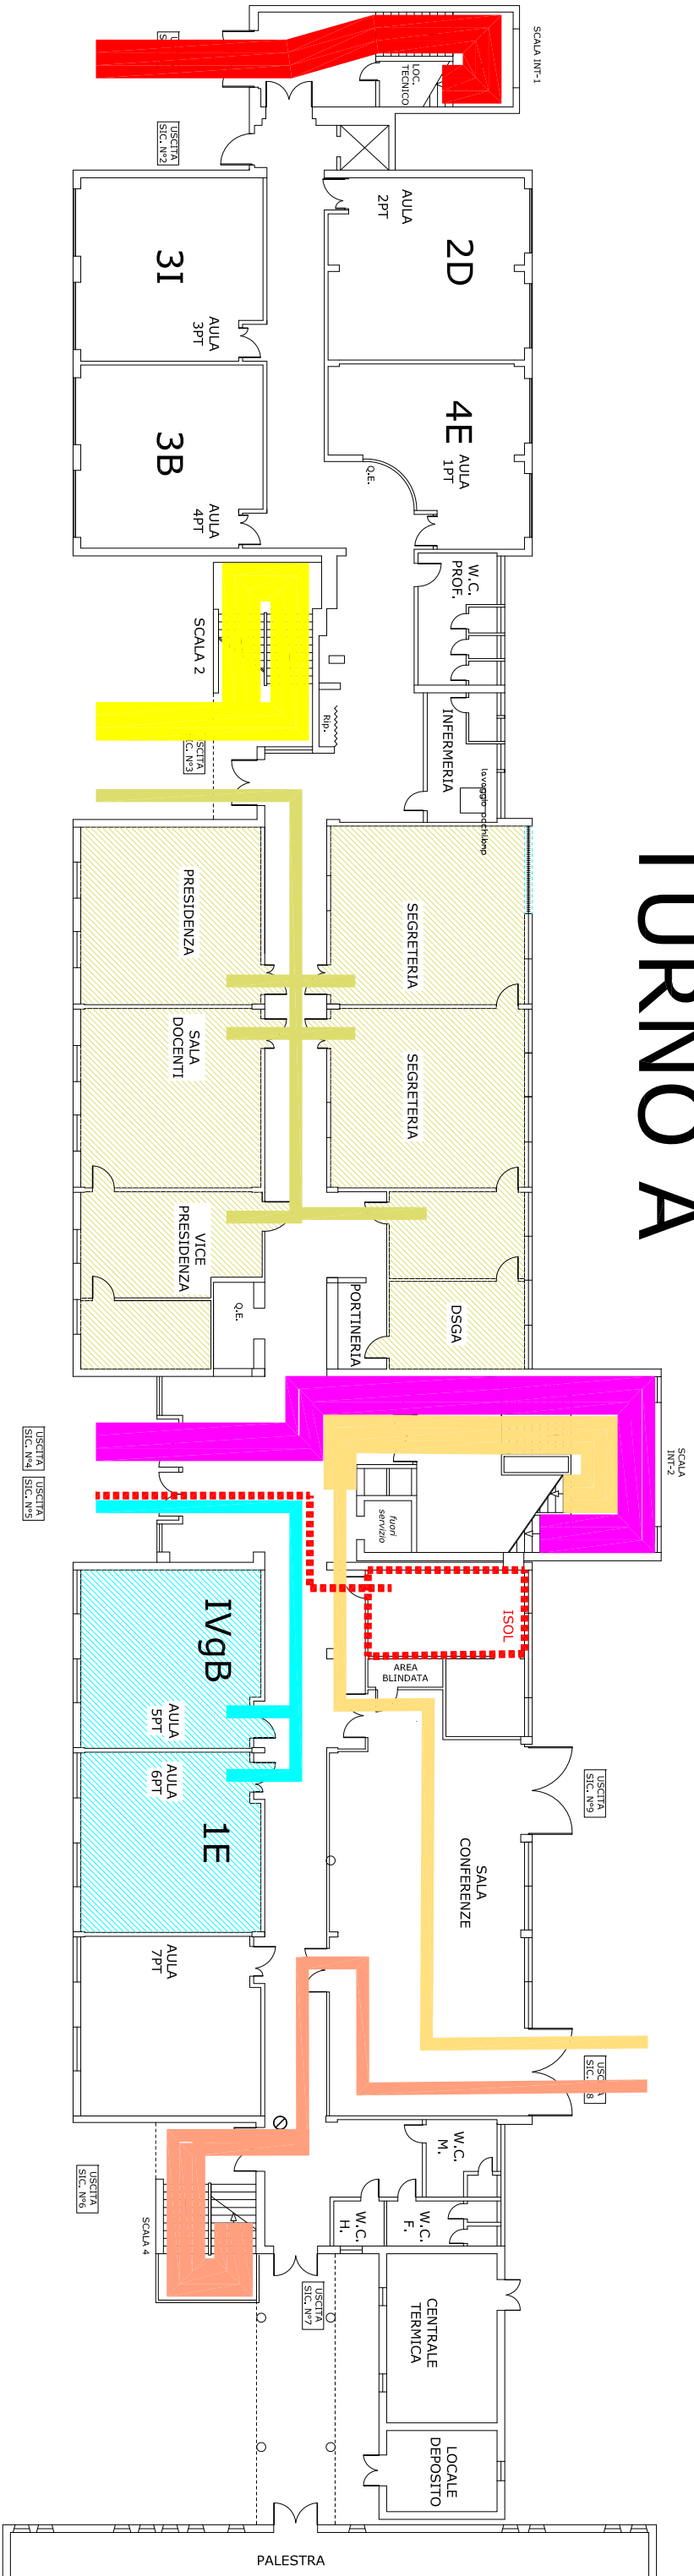 TURNO A
SCALA INT-1
LOC.
TECNICO
USCITA
SIC. N°2
AULA
2PT
2D
3I
AULA
3PT
4E
AULA
1PT
Q.E.
3B
AULA
4PT
W.C.
PROF.
SCALA 2
Rip.
INFERMERIA
lavaggio occhi.bmp
PRESIDENZA
SEGRETERIA
SALA
DOCENTI
SEGRETERIA
VICE
PRESIDENZA
Q.E.
PORTINERIA
DSGA
SCALA
INT-2
USCITA
SIC. N°4
USCITA
SIC. N°5
fuori
servizio
ISOL
AREA
BLINDATA
IVgB
AULA
5PT
AULA
6PT
1E
USCITA
SIC. N°9
SALA
CONFERENZE
AULA
7PT
W.C.
M.
W.C.
F.
W.C.
H.
USCITA
SIC. N°6
SCALA 4
USCITA
SIC. N°7
CENTRALE
TERMICA
LOCALE
DEPOSITO
PALESTRA